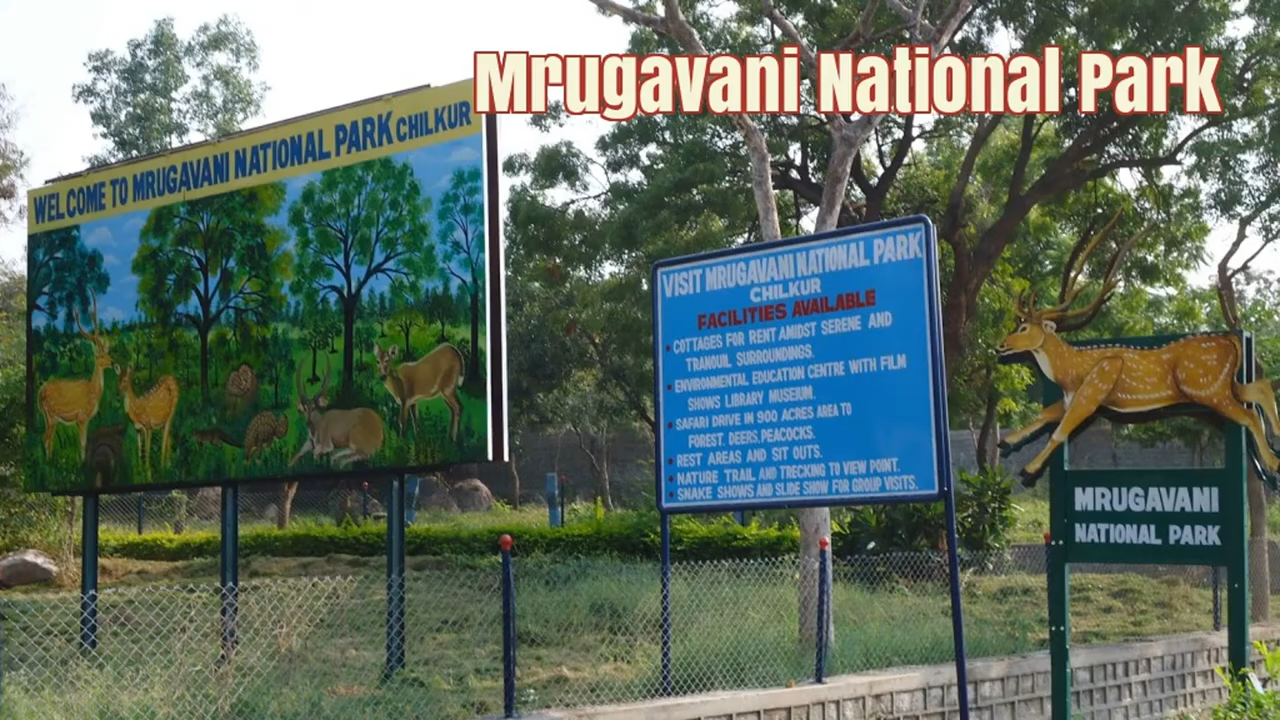 Mrugavani National Park
WELCOME TO MRUGAVANI NATIONAL PARK CHILKUR
VISIT MRUGAVANI NATIONAL PARK
CHILKUR
FACILITIES AVAILABLE
• COTTAGES FOR RENT AMIDST SERENE AND
TRANQUIL SURROUNDINGS.
• ENVIRONMENTAL EDUCATION CENTRE WITH FILM
SHOWS LIBRARY MUSEUM.
• SAFARI DRIVE IN 900 ACRES AREA TO
FOREST, DEERS, PEACOCKS.
• REST AREAS AND SIT OUTS.
• NATURE TRAIL AND TRECKING TO VIEW POINT.
• SNAKE SHOWS AND SLIDE SHOW FOR GROUP VISITS.
MRUGAVANI
NATIONAL PARK